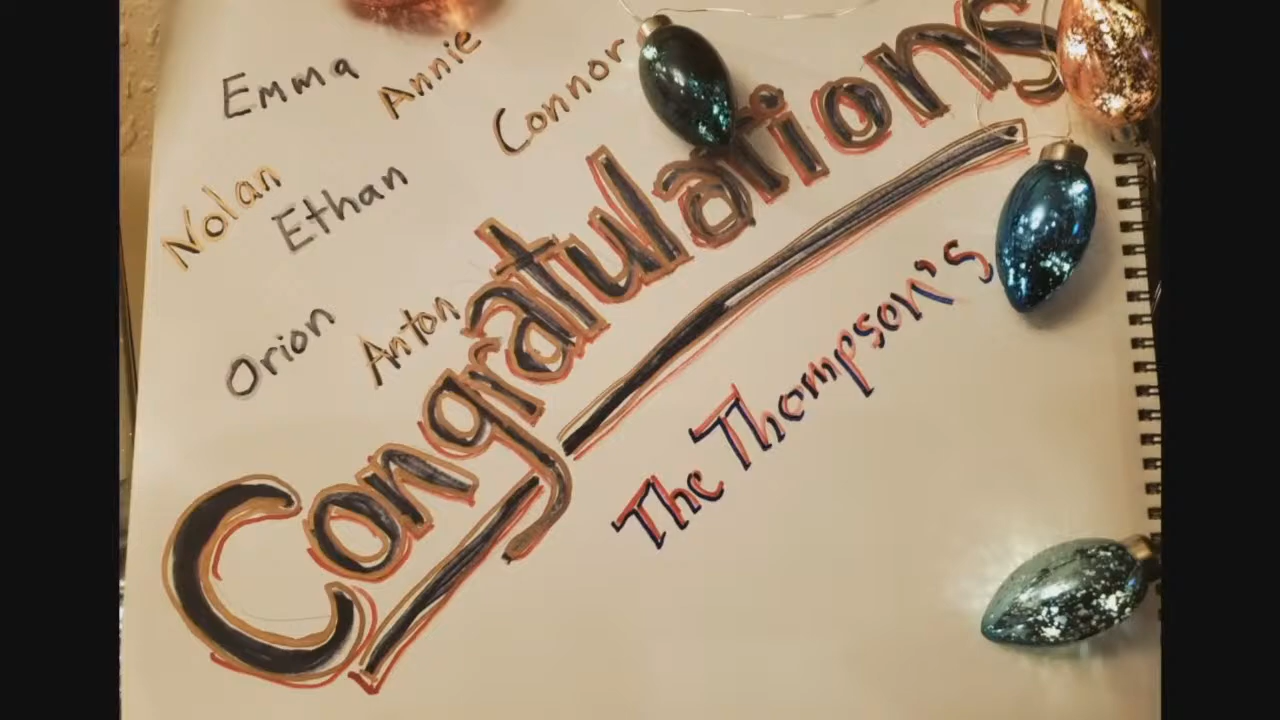 Emma
Annie
Connor
Nolan
Ethan
Orion
Anton
Congratulations
The Thompson's